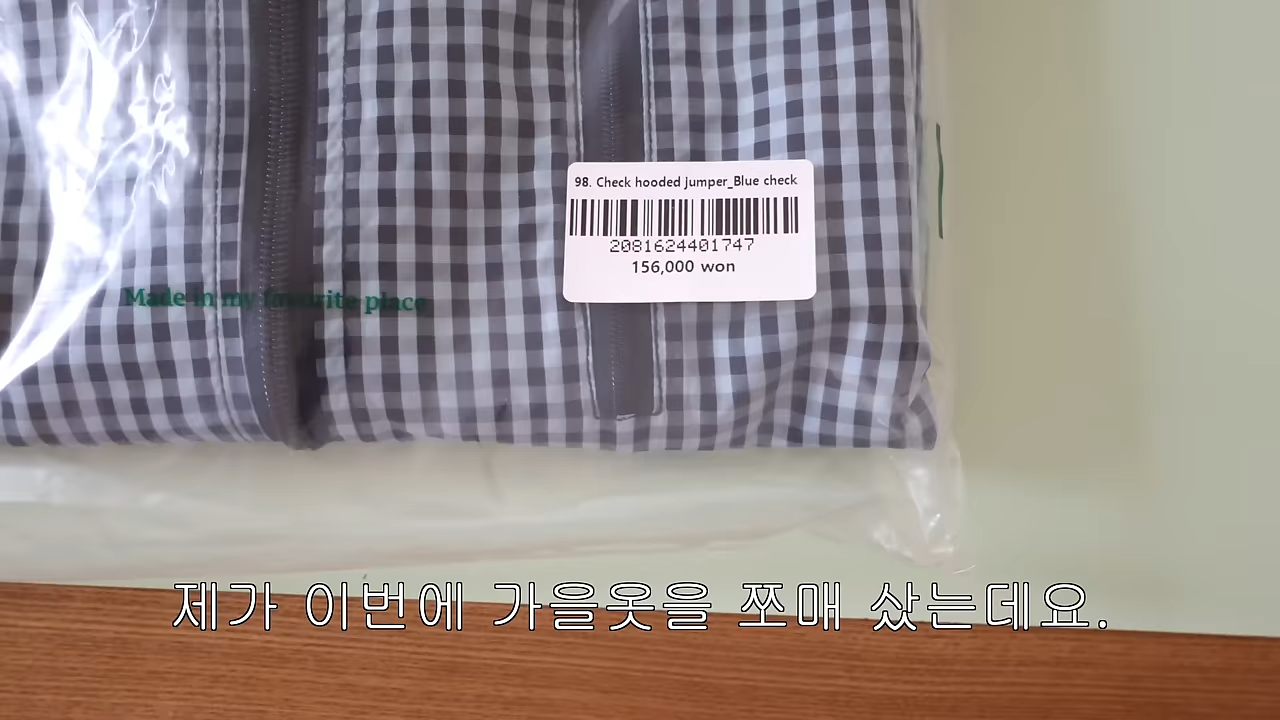 98. Check hooded jumper_Blue check
2081624401747
156,000 won
Made in my favorite place
제가 이번에 가을옷을 쪼매 샀는데요.